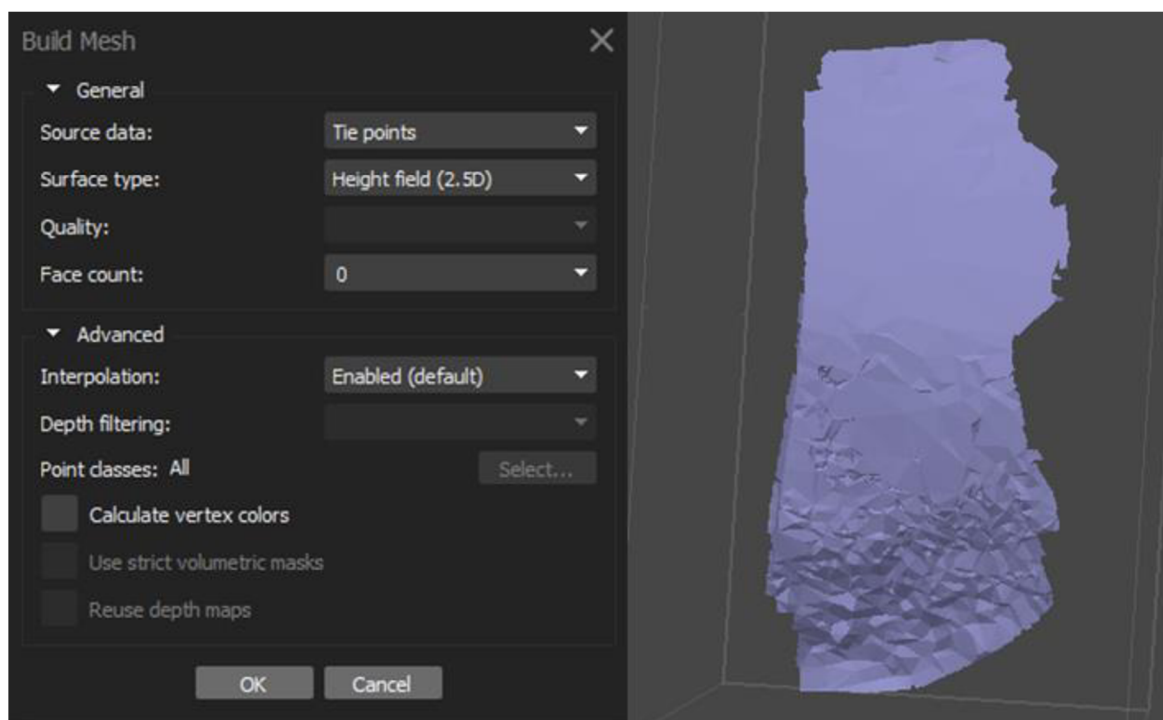 Build Mesh
General
Source data: Tie points
Surface type: Height field (2.5D)
Quality:
Face count: 0
Advanced
Interpolation: Enabled (default)
Depth filtering:
Point classes: All Select...
Calculate vertex colors
Use strict volumetric masks
Reuse depth maps
OK Cancel